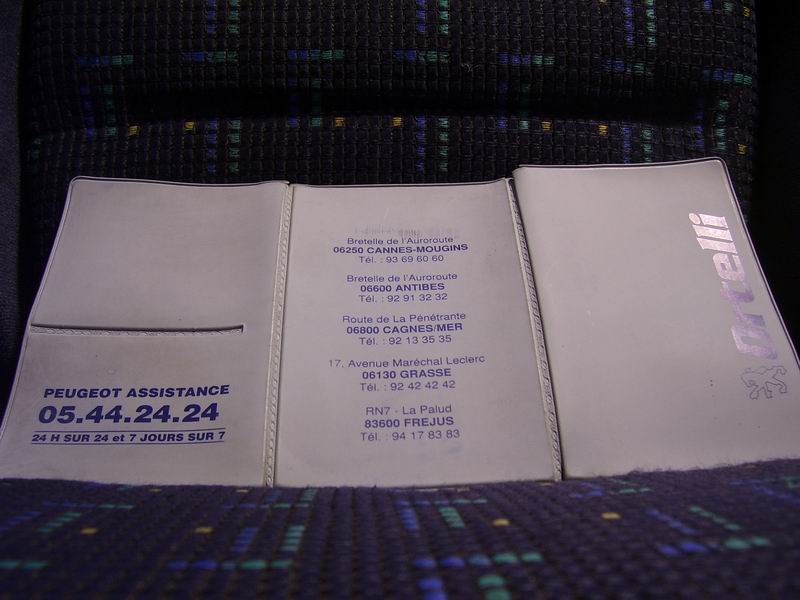 PEUGEOT ASSISTANCE
05.44.24.24
24 H SUR 24 et 7 JOURS SUR 7
Bretelle de l'Auroroute
06250 CANNES-MOUGINS
Tél. : 93 69 60 60
Bretelle de l'Auroroute
06600 ANTIBES
Tél. : 92 91 32 32
Route de La Pénétrante
06800 CAGNES/MER
Tél. : 92 13 35 35
17, Avenue Maréchal Leclerc
06130 GRASSE
Tél. : 92 42 42 42
RN7 - La Palud
83600 FREJUS
Tél. : 94 17 83 83
Ortelli